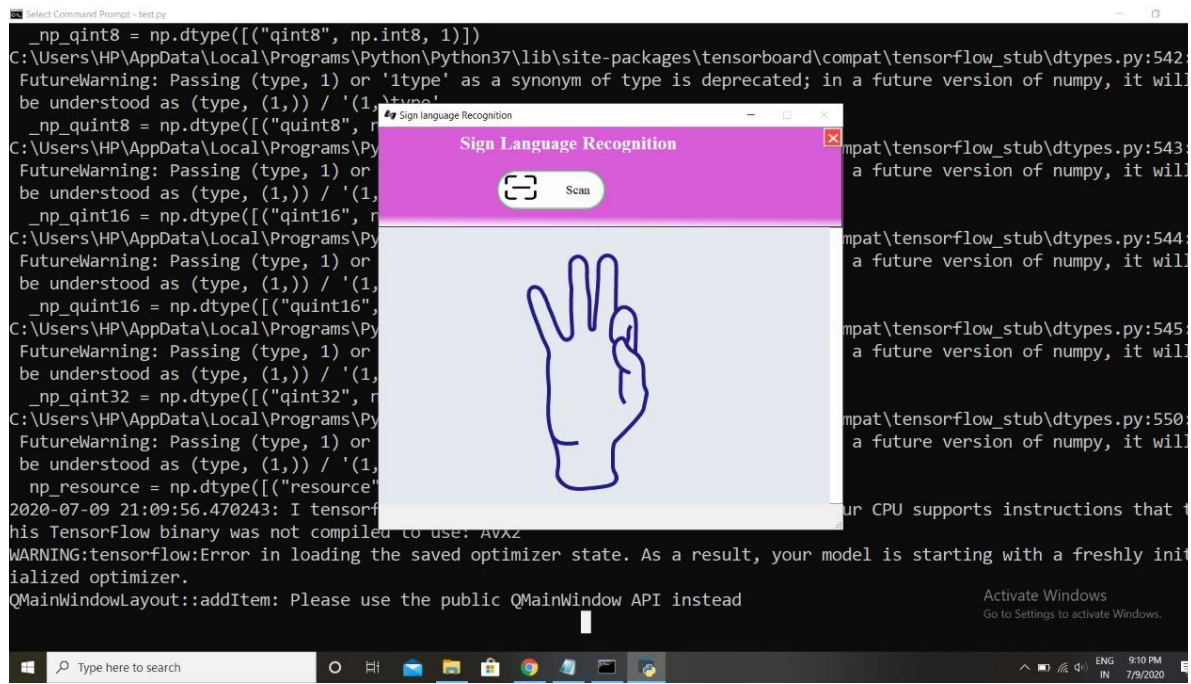 Select Command Prompt - test.py
_np_qint8 = np.dtype([("qint8", np.int8, 1)])
C:\Users\HP\AppData\Local\Programs\Python\Python37\lib\site-packages\tensorboard\compat\tensorflow_stub\dtypes.py:542:
FutureWarning: Passing (type, 1) or '1type' as a synonym of type is deprecated; in a future version of numpy, it will
be understood as (type, (1,)) / '(1,)type'.
Sign language Recognition
Sign Language Recognition
Scan
_np_quint8 = np.dtype([("quint8",
C:\Users\HP\AppData\Local\Programs\Py mpat\tensorflow_stub\dtypes.py:543:
FutureWarning: Passing (type, 1) or a future version of numpy, it will
be understood as (type, (1,)) / '(1,
_np_qint16 = np.dtype([("qint16",
C:\Users\HP\AppData\Local\Programs\Py mpat\tensorflow_stub\dtypes.py:544:
FutureWarning: Passing (type, 1) or a future version of numpy, it will
be understood as (type, (1,)) / '(1,
_np_quint16 = np.dtype([("quint16",
C:\Users\HP\AppData\Local\Programs\Py mpat\tensorflow_stub\dtypes.py:545:
FutureWarning: Passing (type, 1) or a future version of numpy, it will
be understood as (type, (1,)) / '(1,
_np_qint32 = np.dtype([("qint32",
C:\Users\HP\AppData\Local\Programs\Py mpat\tensorflow_stub\dtypes.py:550:
FutureWarning: Passing (type, 1) or a future version of numpy, it will
be understood as (type, (1,)) / '(1,
np_resource = np.dtype([("resource"
2020-07-09 21:09:56.470243: I tensorf ur CPU supports instructions that t
his TensorFlow binary was not compiled to use: AVX2
WARNING:tensorflow:Error in loading the saved optimizer state. As a result, your model is starting with a freshly init
ialized optimizer.
QMainWindowLayout::addItem: Please use the public QMainWindow API instead
Activate Windows
Go to Settings to activate Windows.
Type here to search
ENG
IN
9:10 PM
7/9/2020